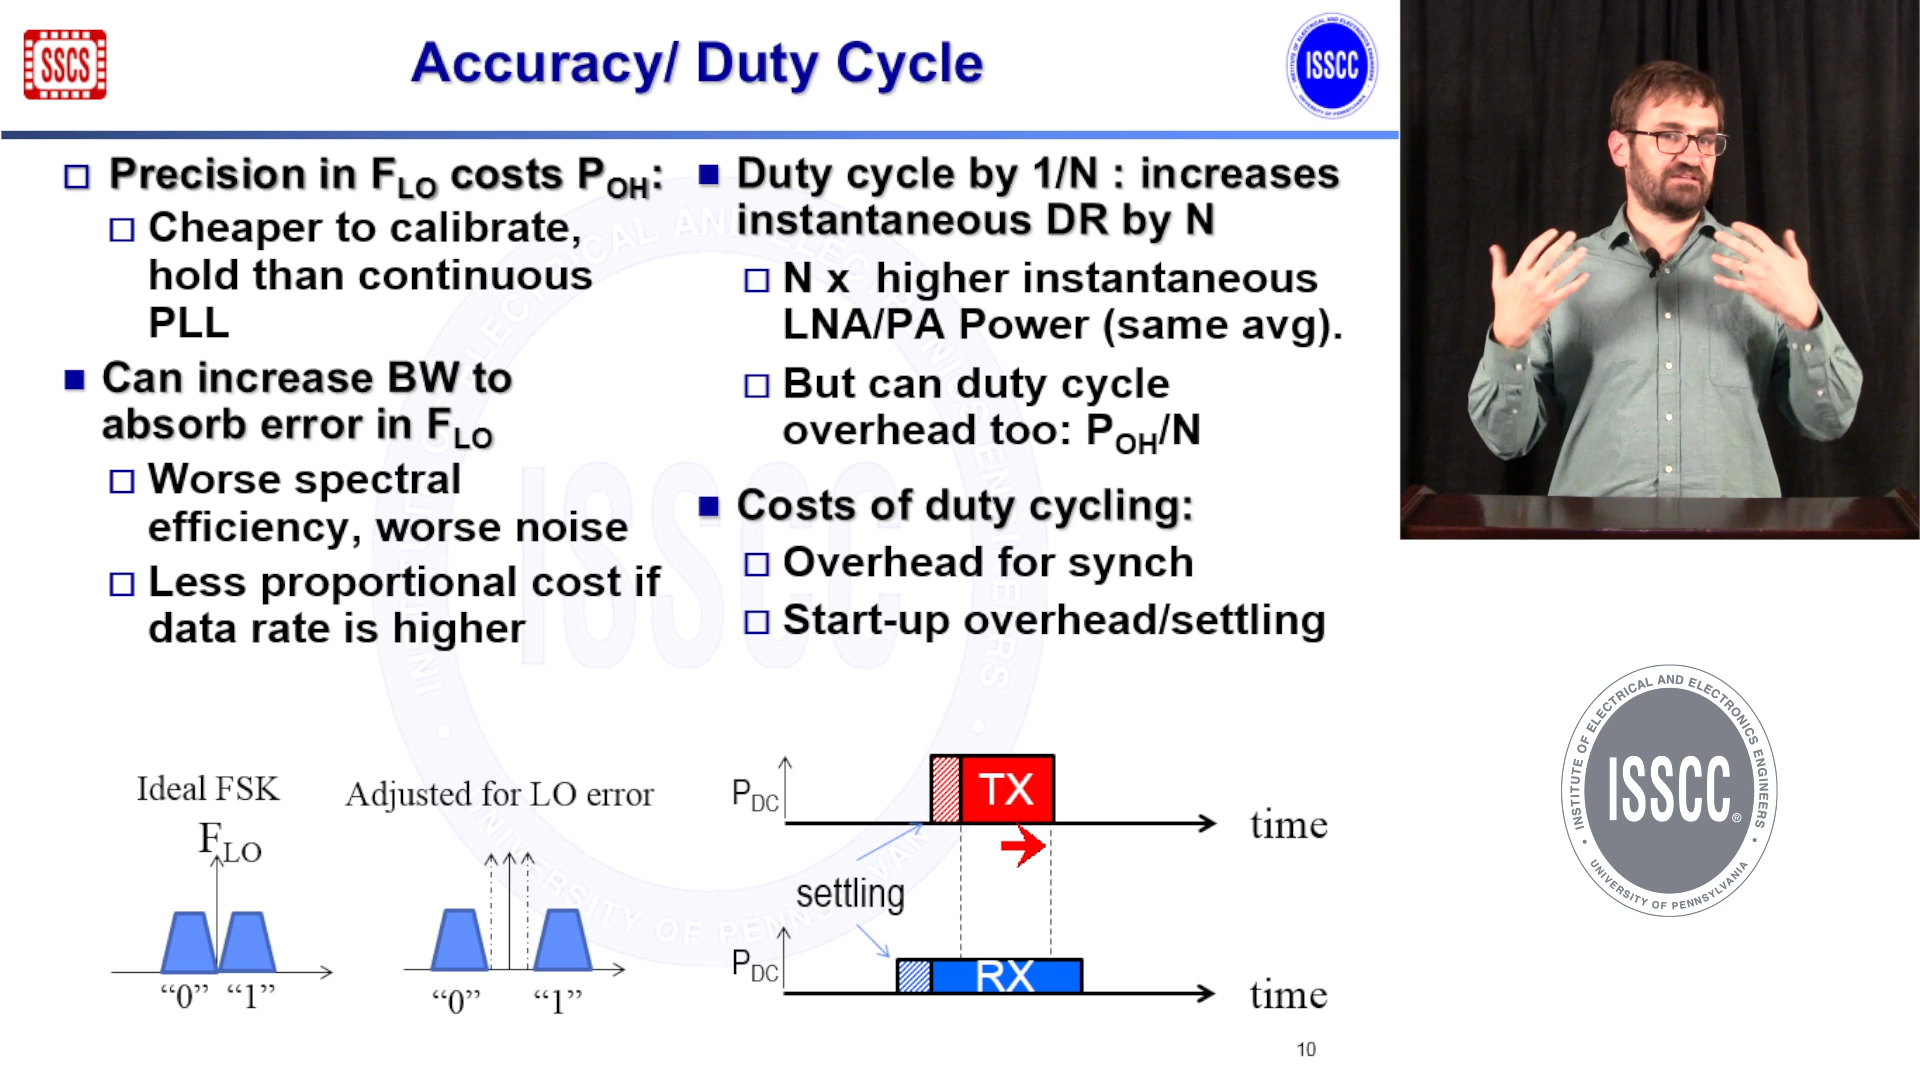 SSCS
Accuracy/ Duty Cycle
ISSCC
Precision in FLO costs POH:
Cheaper to calibrate,
hold than continuous
PLL
Can increase BW to
absorb error in FLO
Worse spectral
efficiency, worse noise
Less proportional cost if
data rate is higher
Duty cycle by 1/N : increases
instantaneous DR by N
N x higher instantaneous
LNA/PA Power (same avg).
But can duty cycle
overhead too: POH/N
Costs of duty cycling:
Overhead for synch
Start-up overhead/settling
Ideal FSK
FLO
"0" "1"
Adjusted for LO error
"0" "1"
PDC
TX
time
settling
PDC
RX
time
10
INSTITUTE OF ELECTRICAL AND ELECTRONICS ENGINEERS
ISSCC®
UNIVERSITY OF PENNSYLVANIA